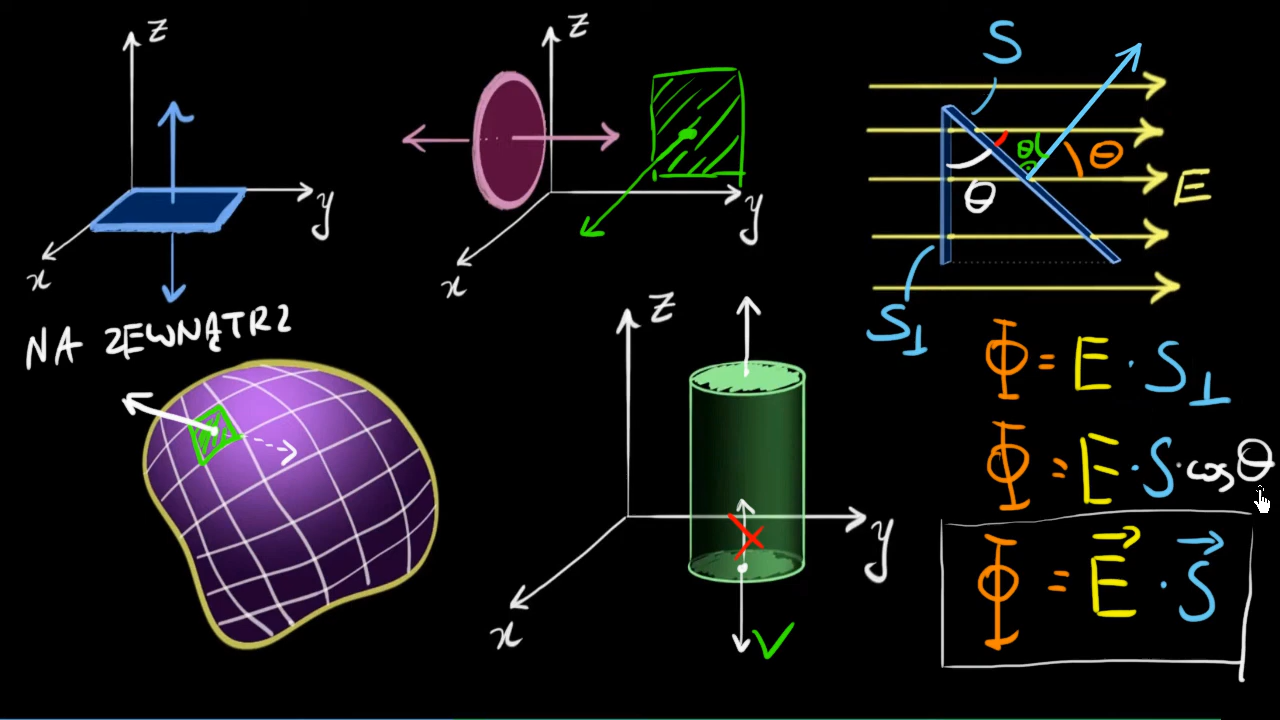 z
y
x
z
y
x
S
θ
θ
θ
E
S⊥
NA ZEWNĄTRZ
z
y
x
V
Φ = E · S⊥
Φ = E · S · cos θ
Φ = E⃗ · S⃗